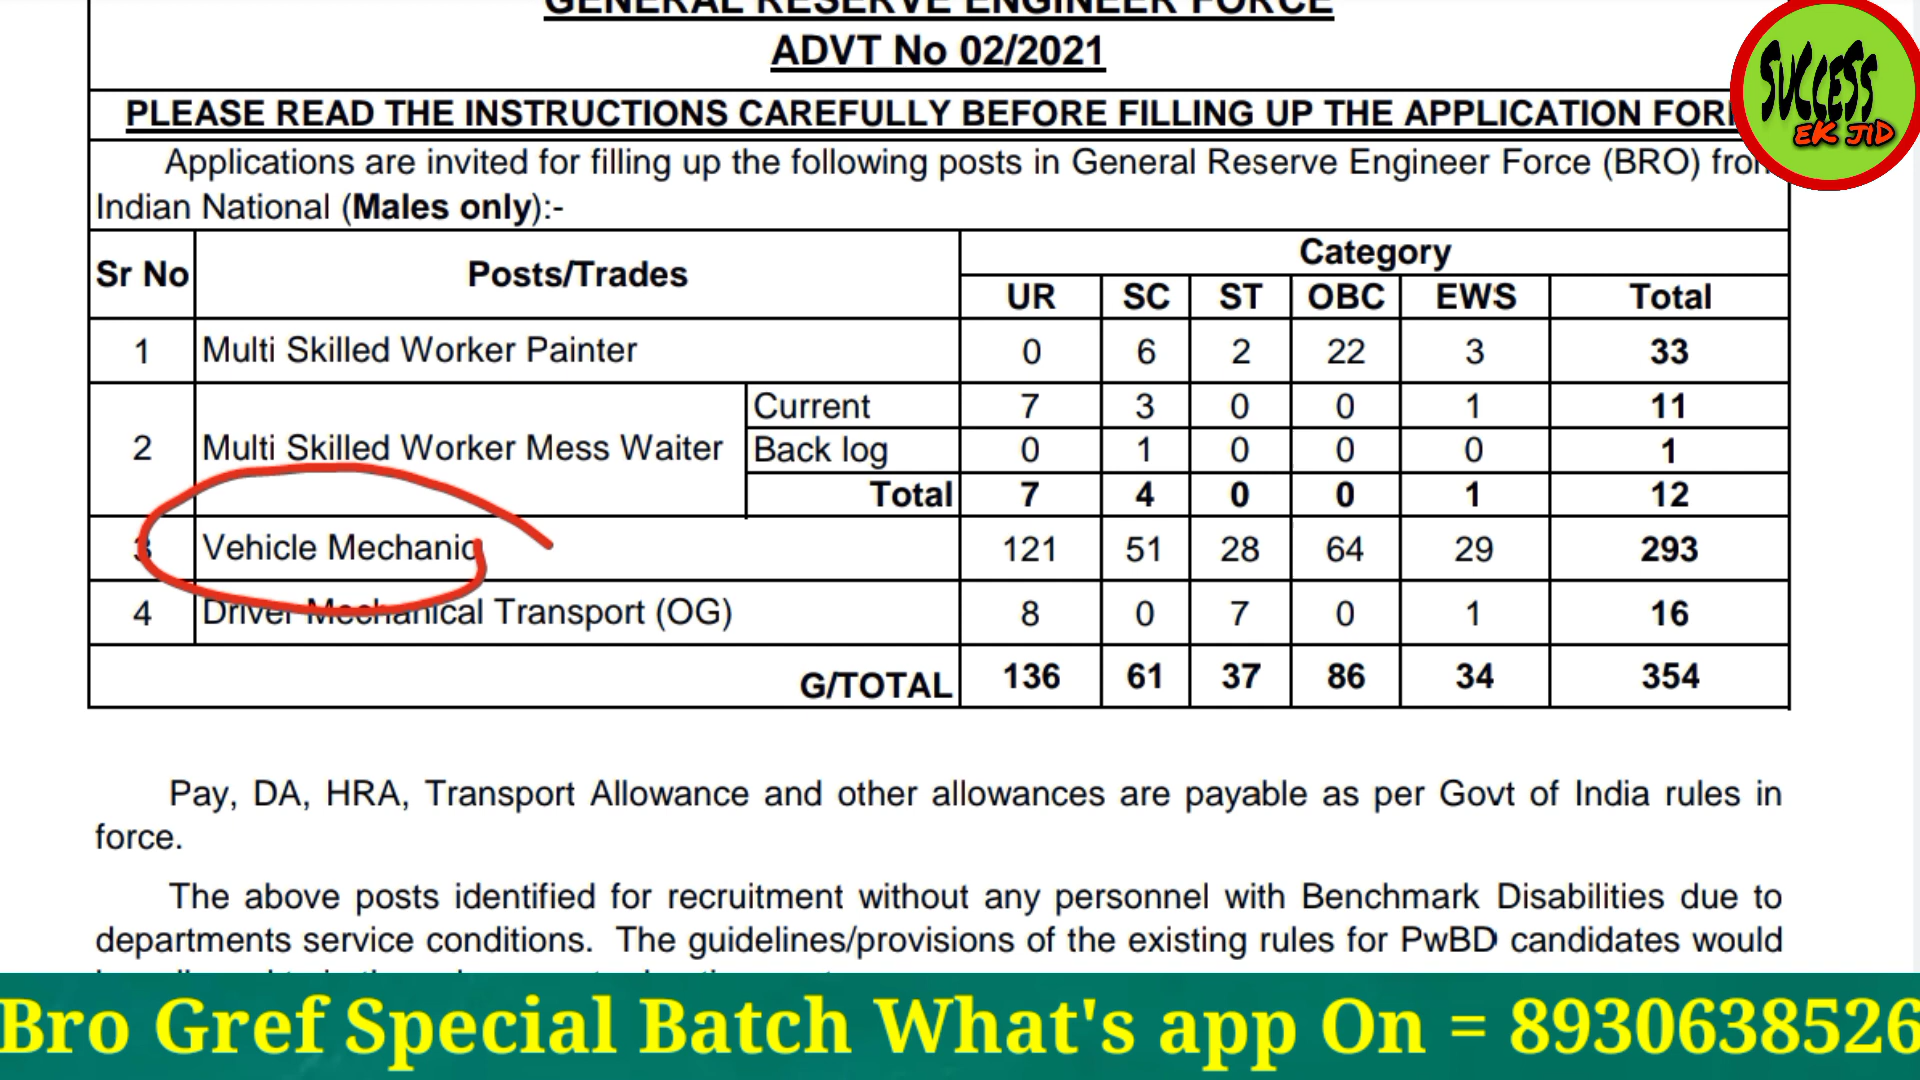 GENERAL RESERVE ENGINEER FORCE
ADVT No 02/2021
PLEASE READ THE INSTRUCTIONS CAREFULLY BEFORE FILLING UP THE APPLICATION
SUCCESS
EK JID
Applications are invited for filling up the following posts in General Reserve Engineer Force (BRO) from
Indian National (Males only):-
Sr No Posts/Trades Category
UR SC ST OBC EWS Total
1 Multi Skilled Worker Painter 0 6 2 22 3 33
2 Multi Skilled Worker Mess Waiter Current 7 3 0 0 1 11
Back log 0 1 0 0 0 1
Total 7 4 0 0 1 12
3 Vehicle Mechanic 121 51 28 64 29 293
4 Driver Mechanical Transport (OG) 8 0 7 0 1 16
G/TOTAL 136 61 37 86 34 354
Pay, DA, HRA, Transport Allowance and other allowances are payable as per Govt of India rules in
force.
The above posts identified for recruitment without any personnel with Benchmark Disabilities due to
departments service conditions. The guidelines/provisions of the existing rules for PwBD candidates would
Bro Gref Special Batch What's app On = 8930638526